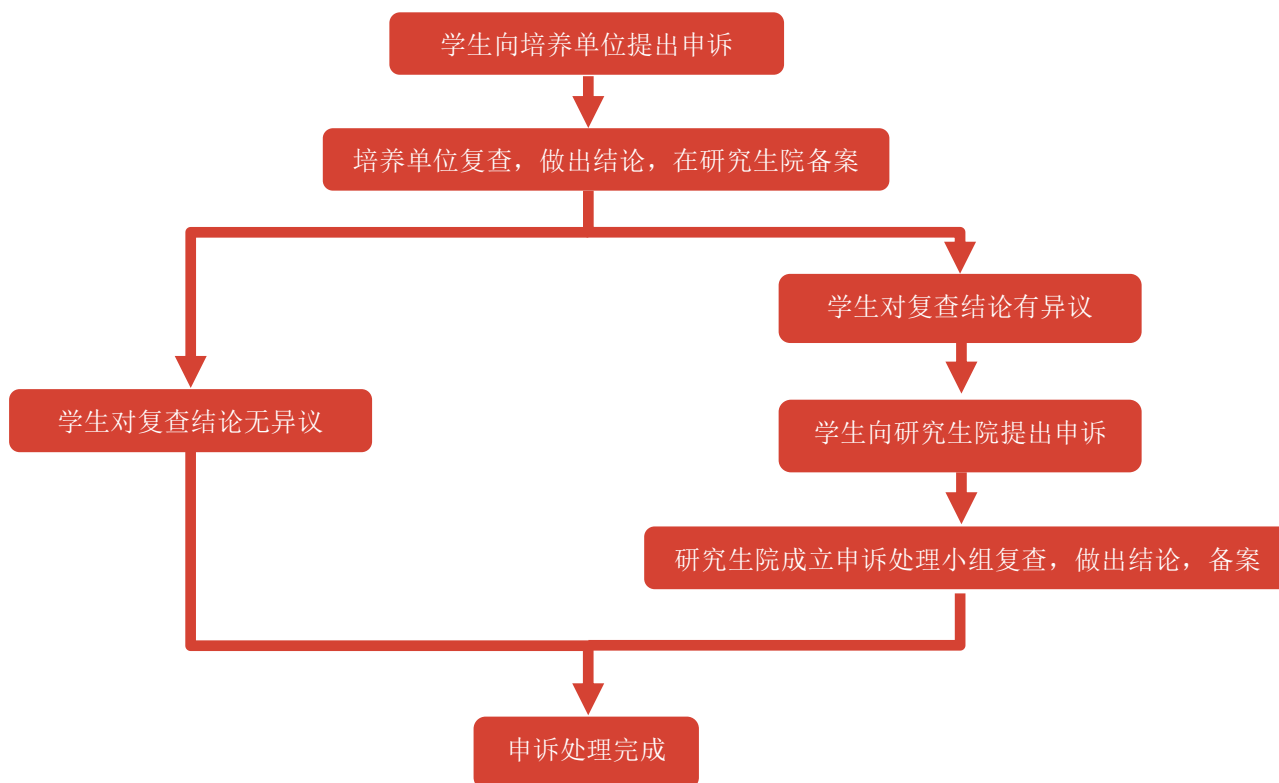 学生向培养单位提出申诉
培养单位复查，做出结论，在研究生院备案
学生对复查结论有异议
学生对复查结论无异议
学生向研究生院提出申诉
研究生院成立申诉处理小组复查，做出结论，备案
申诉处理完成